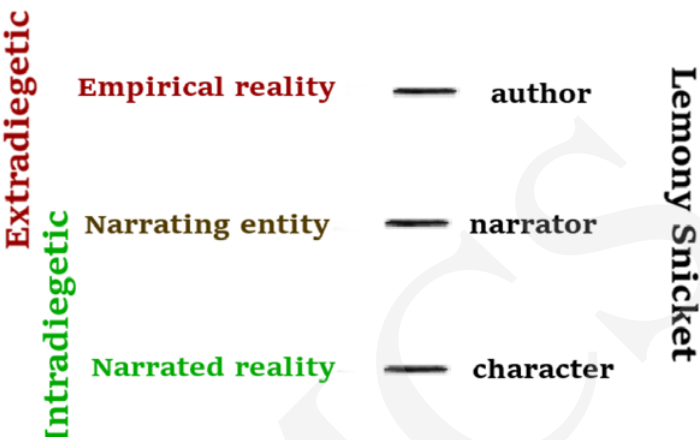 Extradiegetic
Intradiegetic
Empirical reality — author
Narrating entity — narrator
Narrated reality — character
Lemony Snicket